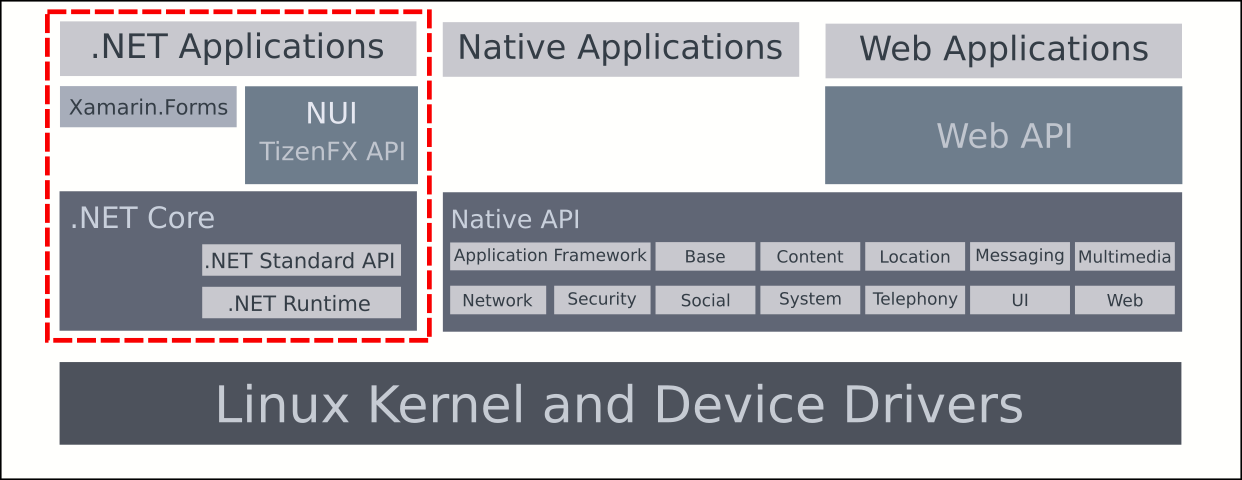 .NET Applications
Native Applications
Web Applications
Xamarin.Forms
NUI
TizenFX API
Web API
.NET Core
.NET Standard API
.NET Runtime
Native API
Application Framework
Base
Content
Location
Messaging
Multimedia
Network
Security
Social
System
Telephony
UI
Web
Linux Kernel and Device Drivers